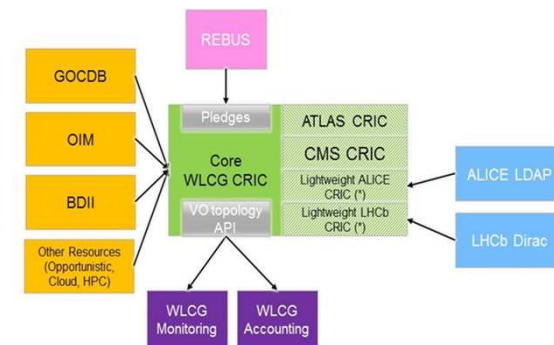 REBUS
GOCDB
OIM
BDII
Other Resources
(Opportunistic,
Cloud, HPC)
Pledges
Core
WLCG CRIC
VO topology
API
ATLAS CRIC
CMS CRIC
Lightweight ALICE
CRIC (*)
Lightweight LHCb
CRIC (*)
ALICE LDAP
LHCb Dirac
WLCG
Monitoring
WLCG
Accounting